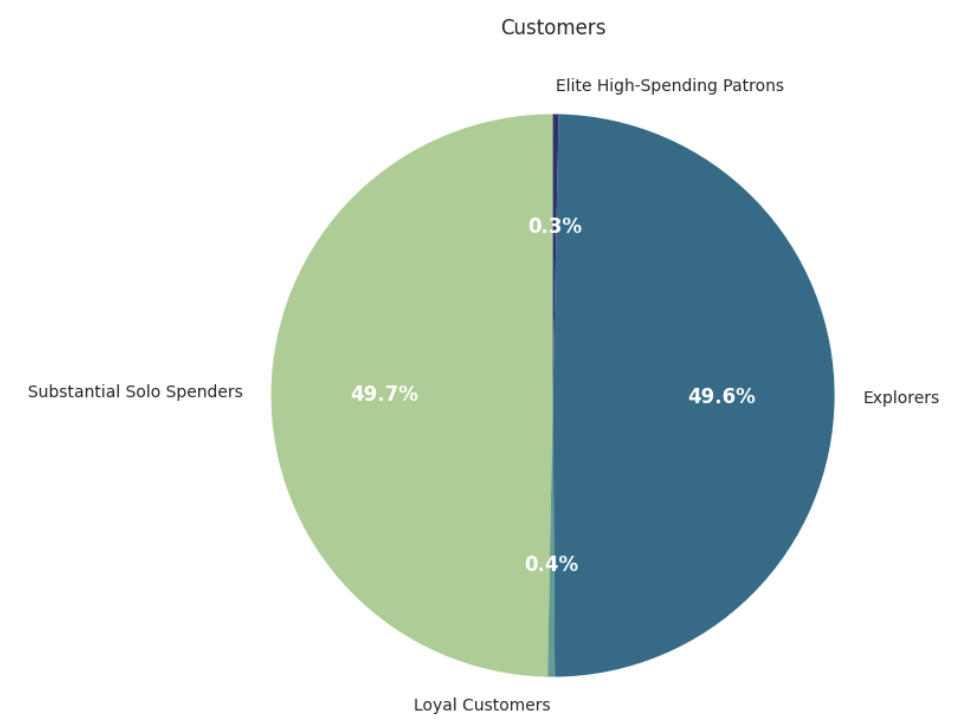 Customers
Elite High-Spending Patrons
0.3%
Substantial Solo Spenders
49.7%
49.6%
Explorers
0.4%
Loyal Customers